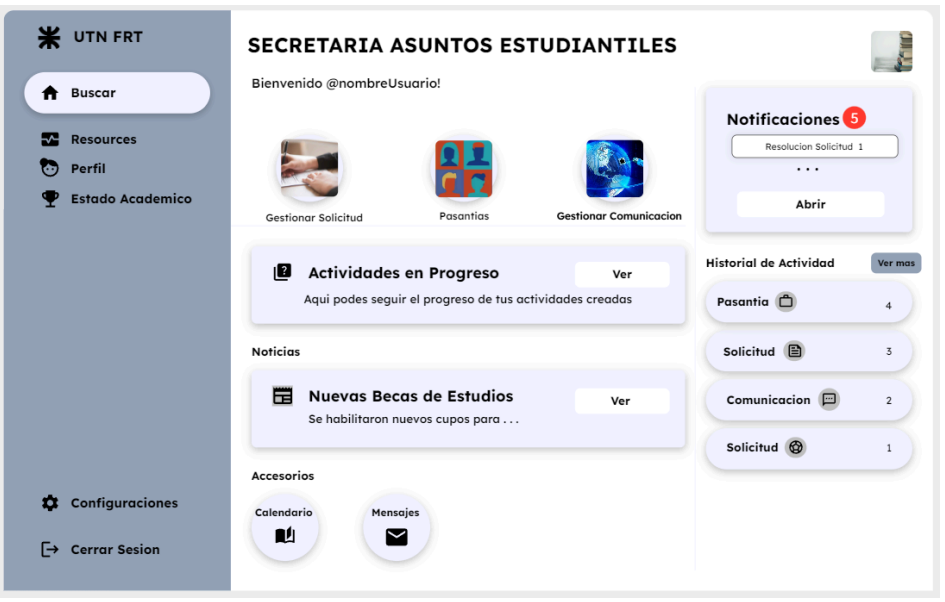 UTN FRT
Buscar
Resources
Perfil
Estado Academico
Configuraciones
Cerrar Sesion
SECRETARIA ASUNTOS ESTUDIANTILES
Bienvenido @nombreUsuario!
Gestionar Solicitud
Pasantias
Gestionar Comunicacion
?
Actividades en Progreso
Ver
Aqui podes seguir el progreso de tus actividades creadas
Noticias
Nuevas Becas de Estudios
Ver
Se habilitaron nuevos cupos para . . .
Accesorios
Calendario
Mensajes
Notificaciones 5
Resolucion Solicitud 1
. . .
Abrir
Historial de Actividad
Ver mas
Pasantia 4
Solicitud 3
Comunicacion 2
Solicitud 1